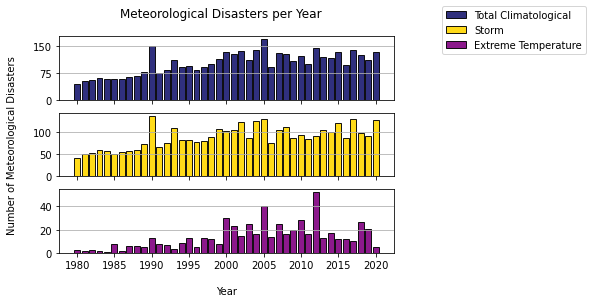 Meteorological Disasters per Year
Total Climatological
Storm
Extreme Temperature
Number of Meteorological Disasters
150
75
0
100
50
0
40
20
0
1980 1985 1990 1995 2000 2005 2010 2015 2020
Year